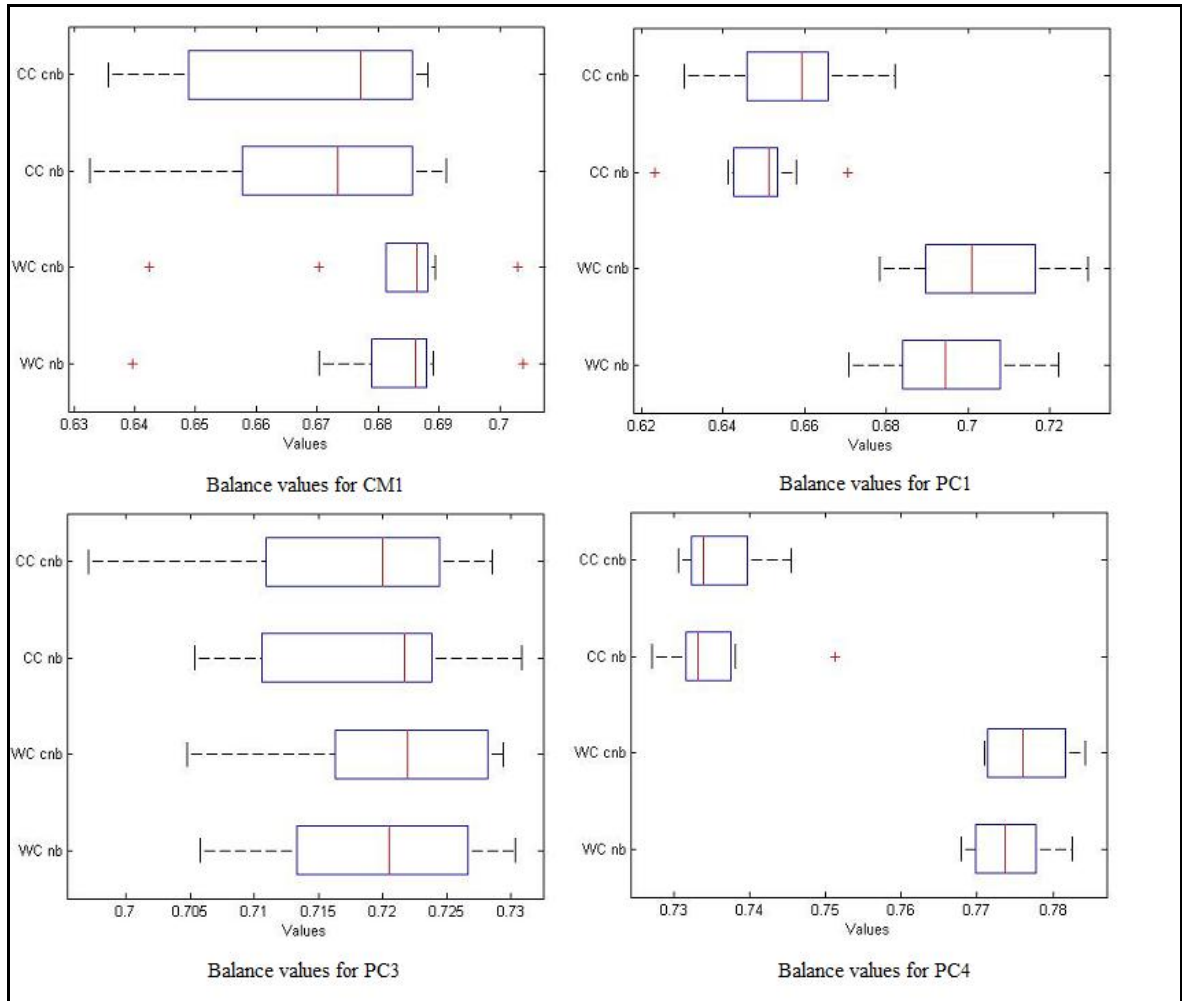 CC cnb
CC nb
WC cnb
WC nb
0.63 0.64 0.65 0.66 0.67 0.68 0.69 0.7
Values
Balance values for CM1
CC cnb
CC nb
WC cnb
WC nb
0.62 0.64 0.66 0.68 0.7 0.72
Values
Balance values for PC1
CC cnb
CC nb
WC cnb
WC nb
0.7 0.705 0.71 0.715 0.72 0.725 0.73
Values
Balance values for PC3
CC cnb
CC nb
WC cnb
WC nb
0.73 0.74 0.75 0.76 0.77 0.78
Values
Balance values for PC4